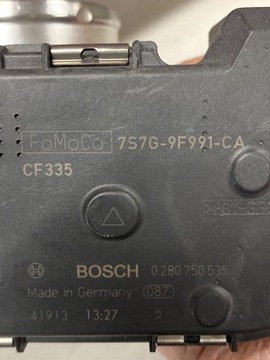 FoMoCo 7S7G-9F991-CA
CF335
BOSCH 0 280 750 535
Made in Germany 087
41913 13:27 5